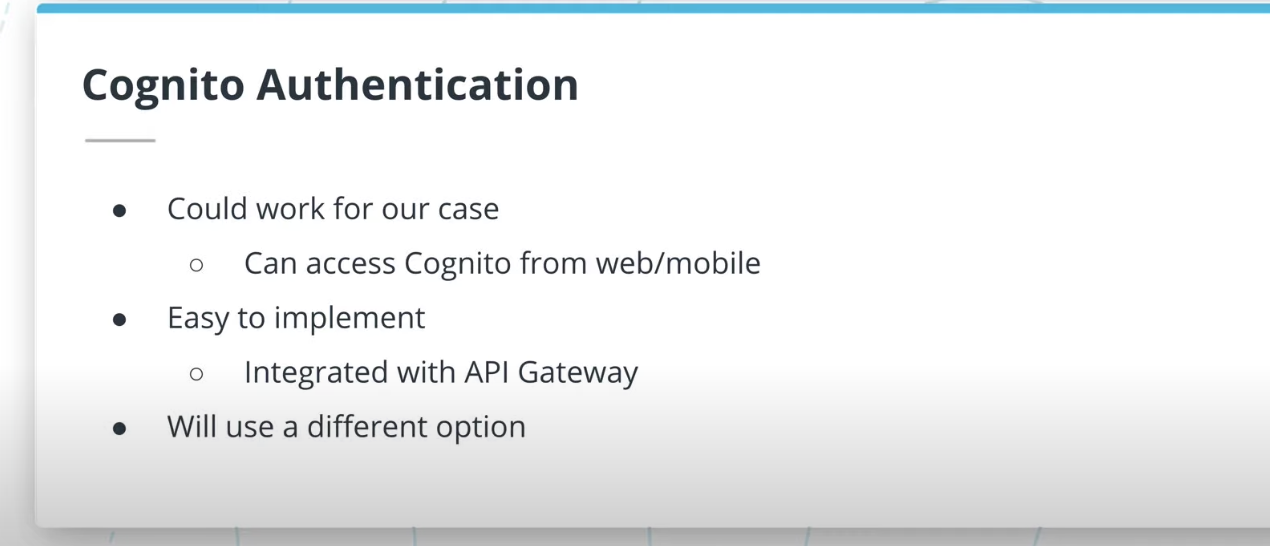 Cognito Authentication
● Could work for our case
○ Can access Cognito from web/mobile
● Easy to implement
○ Integrated with API Gateway
● Will use a different option